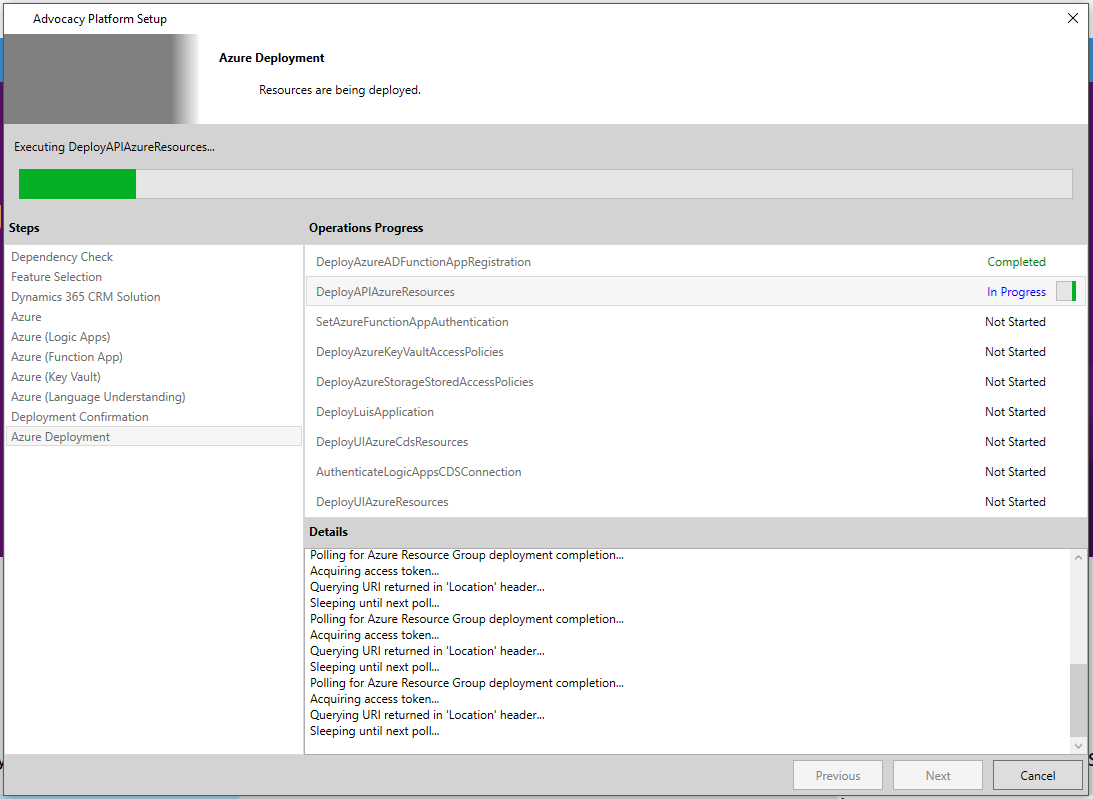 Advocacy Platform Setup
Azure Deployment
Resources are being deployed.
Executing DeployAPIAzureResources...
Steps
Dependency Check
Feature Selection
Dynamics 365 CRM Solution
Azure
Azure (Logic Apps)
Azure (Function App)
Azure (Key Vault)
Azure (Language Understanding)
Deployment Confirmation
Azure Deployment
Operations Progress
DeployAzureADFunctionAppRegistration Completed
DeployAPIAzureResources In Progress
SetAzureFunctionAppAuthentication Not Started
DeployAzureKeyVaultAccessPolicies Not Started
DeployAzureStorageStoredAccessPolicies Not Started
DeployLuisApplication Not Started
DeployUIAzureCdsResources Not Started
AuthenticateLogicAppsCDSConnection Not Started
DeployUIAzureResources Not Started
Details
Polling for Azure Resource Group deployment completion...
Acquiring access token...
Querying URI returned in 'Location' header...
Sleeping until next poll...
Polling for Azure Resource Group deployment completion...
Acquiring access token...
Querying URI returned in 'Location' header...
Sleeping until next poll...
Polling for Azure Resource Group deployment completion...
Acquiring access token...
Querying URI returned in 'Location' header...
Sleeping until next poll...
Previous Next Cancel